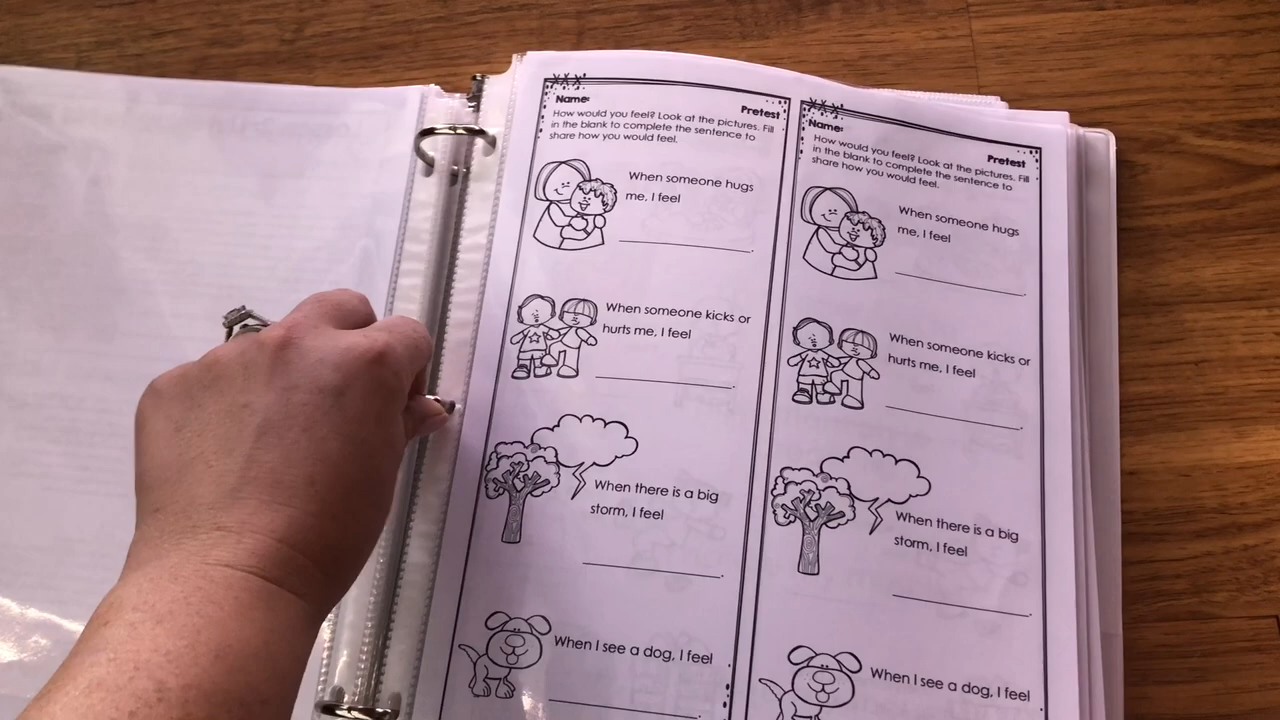 Name:
Pretest
How would you feel? Look at the pictures. Fill
in the blank to complete the sentence to
share how you would feel.
When someone hugs
me, I feel
When someone kicks or
hurts me, I feel
When there is a big
storm, I feel
When I see a dog, I feel
Name:
Pretest
How would you feel? Look at the pictures. Fill
in the blank to complete the sentence to
share how you would feel.
When someone hugs
me, I feel
When someone kicks or
hurts me, I feel
When there is a big
storm, I feel
When I see a dog, I feel